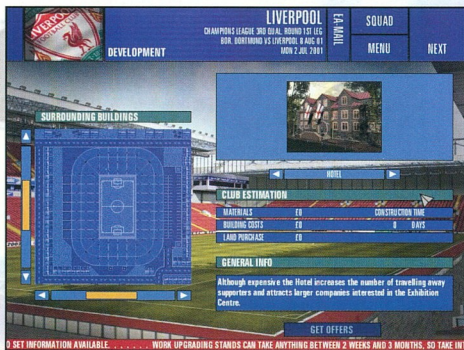 LIVERPOOL
CHAMPIONS LEAGUE 3RD QUAL. ROUND 1ST LEG
BOR. DORTMUND VS LIVERPOOL 8 AUG 01
MON 2 JUL 2001
DEVELOPMENT
EA-MAIL
SQUAD
MENU
NEXT
SURROUNDING BUILDINGS
HOTEL
CLUB ESTIMATION
MATERIALS £0 CONSTRUCTION TIME
BUILDING COSTS £0 0 DAYS
LAND PURCHASE £0
GENERAL INFO
Although expensive the Hotel increases the number of travelling away
supporters and attracts larger companies interested in the Exhibition
Centre.
GET OFFERS
O SET INFORMATION AVAILABLE. . . . . . . WORK UPGRADING STANDS CAN TAKE ANYTHING BETWEEN 2 WEEKS AND 3 MONTHS, SO TAKE IN